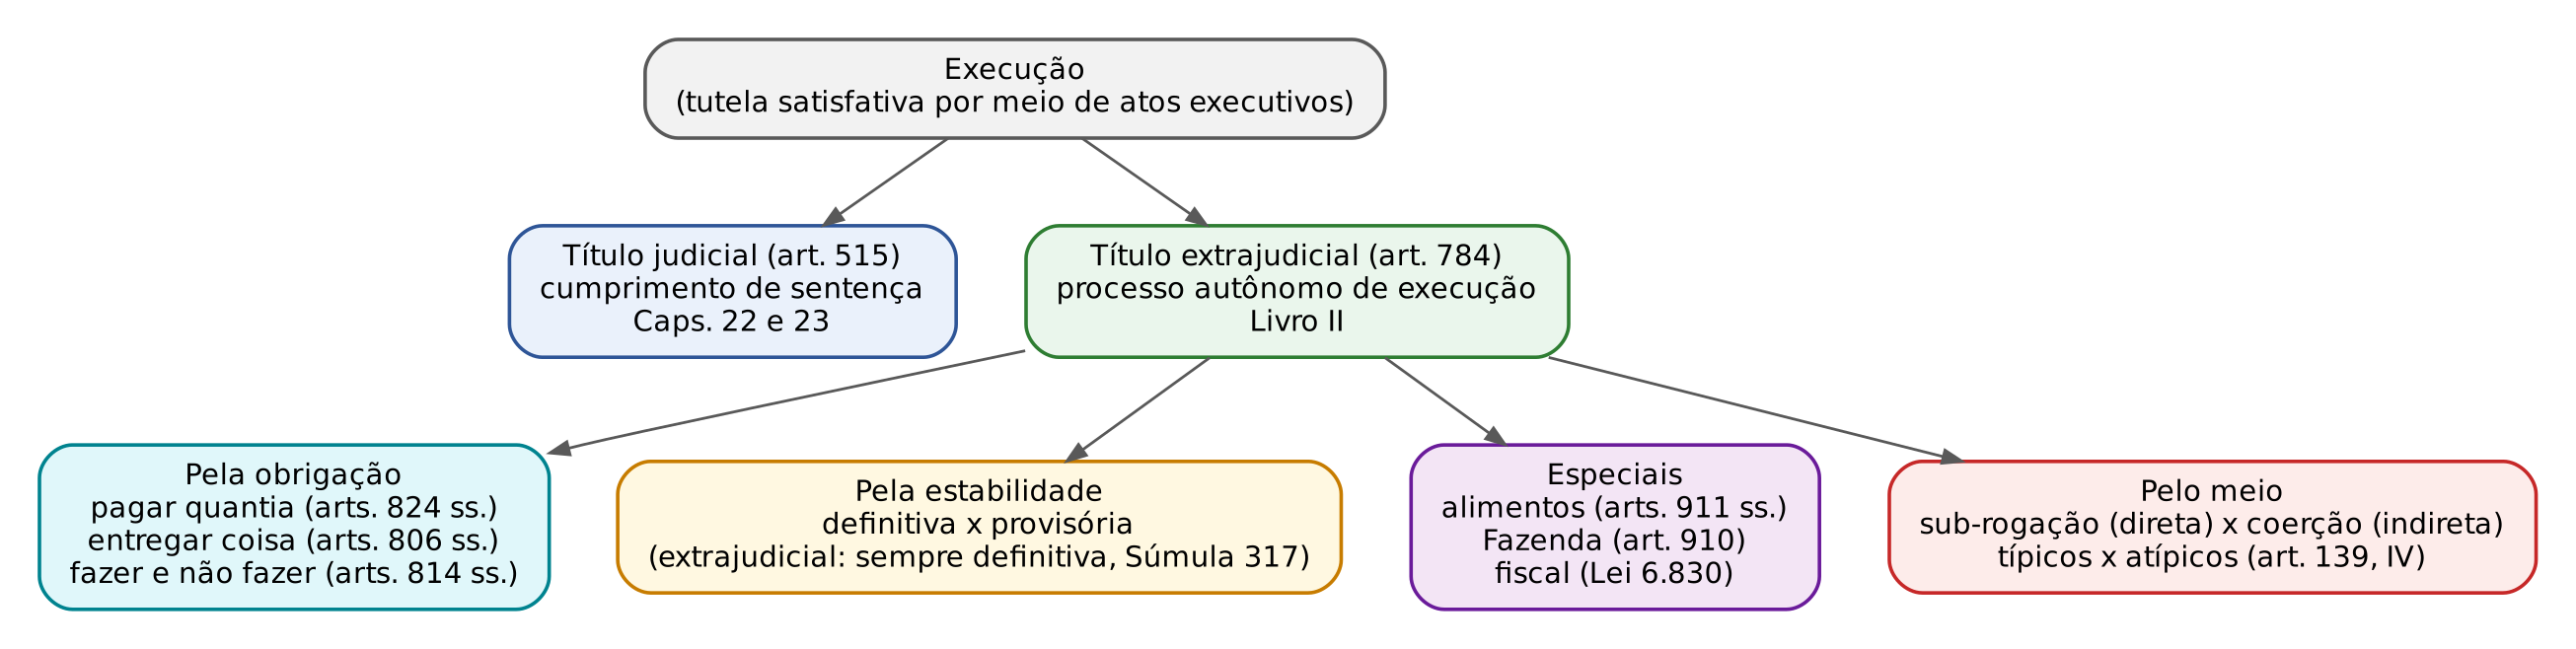 Execução
(tutela satisfativa por meio de atos executivos)
Título judicial (art. 515)
cumprimento de sentença
Caps. 22 e 23
Título extrajudicial (art. 784)
processo autônomo de execução
Livro II
Pela obrigação
pagar quantia (arts. 824 ss.)
entregar coisa (arts. 806 ss.)
fazer e não fazer (arts. 814 ss.)
Pela estabilidade
definitiva x provisória
(extrajudicial: sempre definitiva, Súmula 317)
Especiais
alimentos (arts. 911 ss.)
Fazenda (art. 910)
fiscal (Lei 6.830)
Pelo meio
sub-rogação (direta) x coerção (indireta)
típicos x atípicos (art. 139, IV)